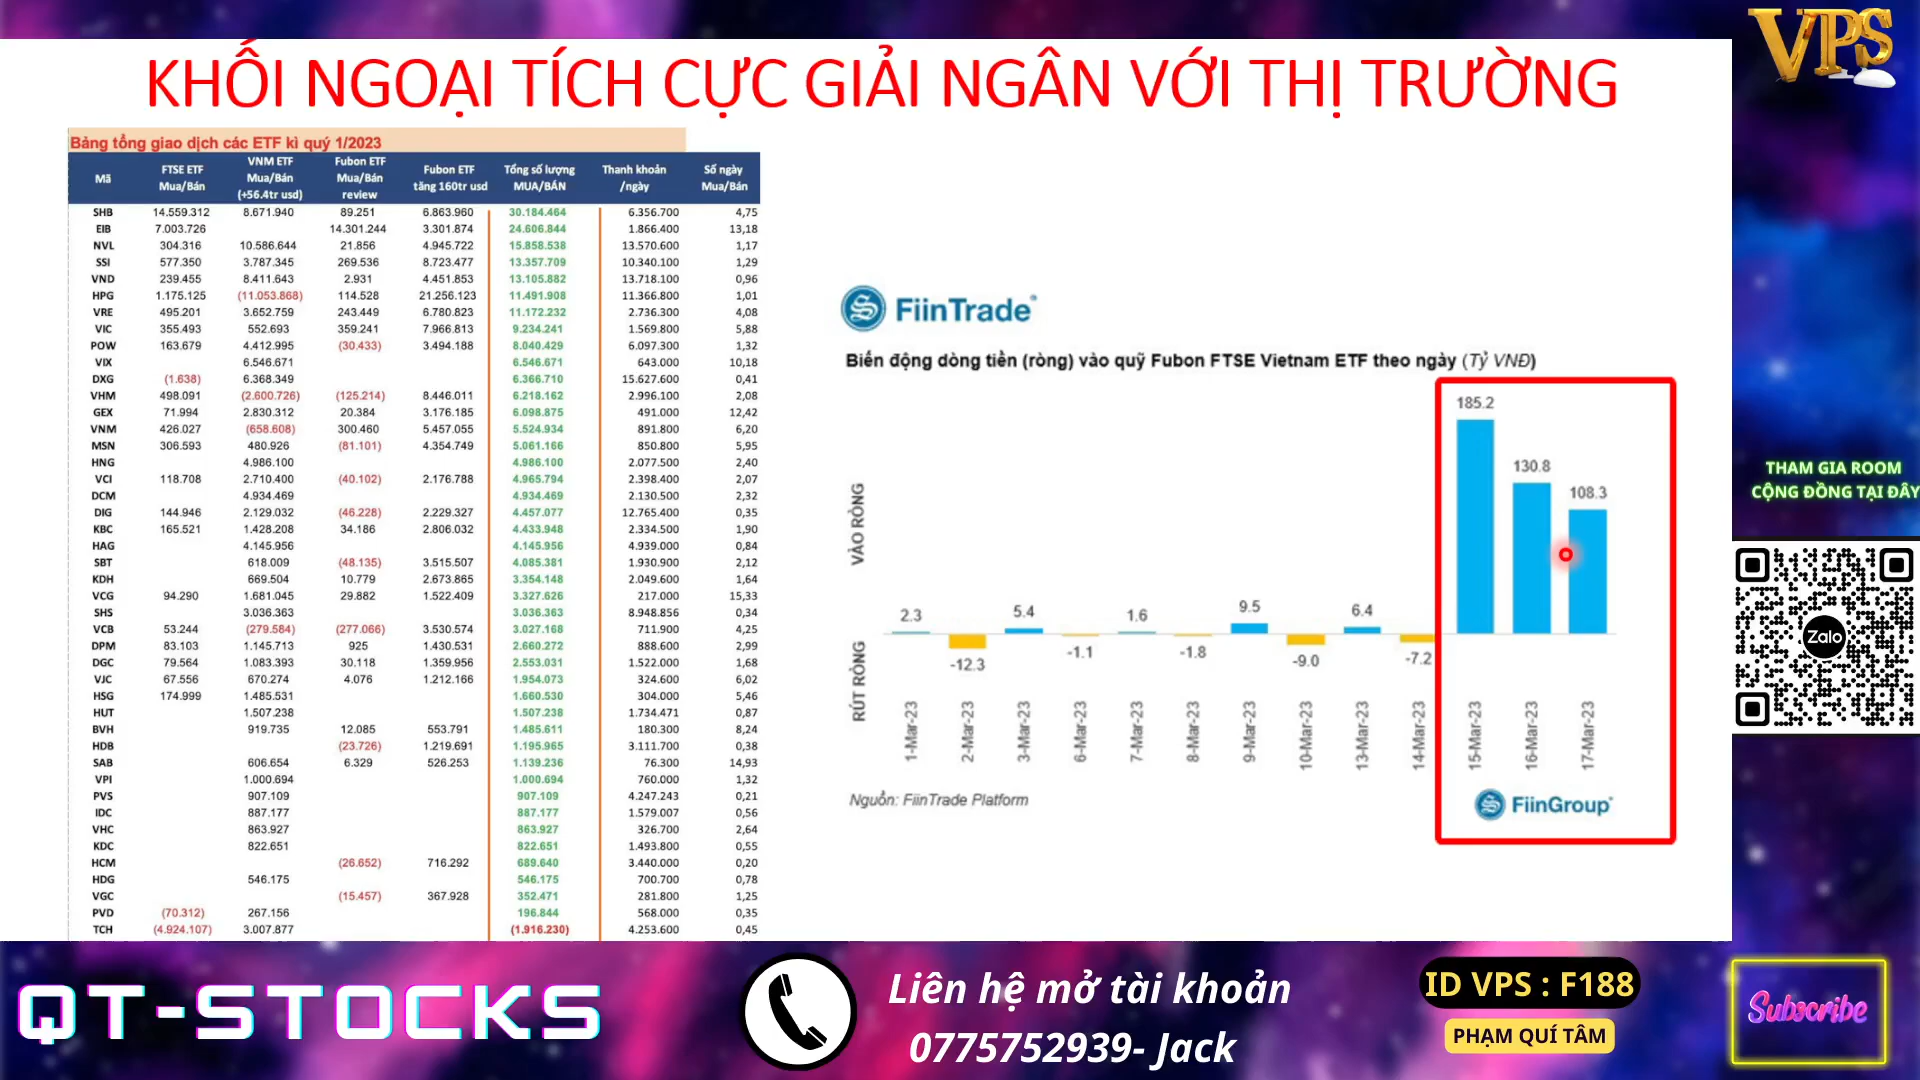 VPS
KHỐI NGOẠI TÍCH CỰC GIẢI NGÂN VỚI THỊ TRƯỜNG
Bảng tổng giao dịch các ETF kì quý 1/2023
Mã FTSE ETF Mua/Bán VNM ETF Mua/Bán (+56.4tr usd) Fubon ETF Mua/Bán review Fubon ETF tăng 160tr usd Tổng số lượng MUA/BÁN Thanh khoản /ngày Số ngày Mua/Bán
SHB 14.559.312 8.671.940 89.251 6.863.960 30.184.464 6.356.700 4,75
EIB 7.003.726 14.301.244 3.301.874 24.606.844 1.866.400 13,18
NVL 304.316 10.586.644 21.856 4.945.722 15.858.538 13.570.600 1,17
SSI 577.350 3.787.345 269.536 8.723.477 13.357.709 10.340.100 1,29
VND 239.455 8.411.643 2.931 4.451.853 13.105.882 13.718.100 0,96
HPG 1.175.125 (11.053.868) 114.528 21.256.123 11.491.908 11.366.800 1,01
VRE 495.201 3.652.759 243.449 6.780.823 11.172.232 2.736.300 4,08
VIC 355.493 552.693 359.241 7.966.813 9.234.241 1.569.800 5,88
POW 163.679 4.412.995 (30.433) 3.494.188 8.040.429 6.097.300 1,32
VIX 6.546.671 6.546.671 643.000 10,18
DXG (1.638) 6.368.349 6.366.710 15.627.600 0,41
VHM 498.091 (2.600.726) (125.214) 8.446.011 6.218.162 2.996.100 2,08
GEX 71.994 2.830.312 20.384 3.176.185 6.098.875 491.000 12,42
VNM 426.027 (658.608) 300.460 5.457.055 5.524.934 891.800 6,20
MSN 306.593 480.926 (81.101) 4.354.749 5.061.166 850.800 5,95
HNG 4.986.100 4.986.100 2.077.500 2,40
VCI 118.708 2.710.400 (40.102) 2.176.788 4.965.794 2.398.400 2,07
DCM 4.934.469 4.934.469 2.130.500 2,32
DIG 144.946 2.129.032 (46.228) 2.229.327 4.457.077 12.765.400 0,35
KBC 165.521 1.428.208 34.186 2.806.032 4.433.948 2.334.500 1,90
HAG 4.145.956 4.145.956 4.939.000 0,84
SBT 618.009 (48.135) 3.515.507 4.085.381 1.930.900 2,12
KDH 669.504 10.779 2.673.865 3.354.148 2.049.600 1,64
VCG 94.290 1.681.045 29.882 1.522.409 3.327.626 217.000 15,33
SHS 3.036.363 3.036.363 8.948.856 0,34
VCB 53.244 (279.584) (277.066) 3.530.574 3.027.168 711.900 4,25
DPM 83.103 1.145.713 925 1.430.531 2.660.272 888.600 2,99
DGC 79.564 1.083.393 30.118 1.359.956 2.553.031 1.522.000 1,68
VJC 67.556 670.274 4.076 1.212.166 1.954.073 324.600 6,02
HSG 174.999 1.485.531 1.660.530 304.000 5,46
HUT 1.507.238 1.507.238 1.734.471 0,87
BVH 919.735 12.085 553.791 1.485.611 180.300 8,24
HDB (23.726) 1.219.691 1.195.965 3.111.700 0,38
SAB 606.654 6.329 526.253 1.139.236 76.300 14,93
VPI 1.000.694 1.000.694 760.000 1,32
PVS 907.109 907.109 4.247.243 0,21
IDC 887.177 887.177 1.579.007 0,56
VHC 863.927 863.927 326.700 2,64
KDC 822.651 822.651 1.493.800 0,55
HCM (26.652) 716.292 689.640 3.440.000 0,20
HDG 546.175 546.175 700.700 0,78
VGC (15.457) 367.928 352.471 281.800 1,25
PVD (70.312) 267.156 196.844 568.000 0,35
TCH (4.924.107) 3.007.877 (1.916.230) 4.253.600 0,45
FiinTrade
Biến động dòng tiền (ròng) vào quỹ Fubon FTSE Vietnam ETF theo ngày (Tỷ VNĐ)
VÀO RÒNG
RÚT RÒNG
2.3 -12.3 5.4 -1.1 1.6 -1.8 9.5 -9.0 6.4 -7.2 185.2 130.8 108.3
1-Mar-23 2-Mar-23 3-Mar-23 6-Mar-23 7-Mar-23 8-Mar-23 9-Mar-23 10-Mar-23 13-Mar-23 14-Mar-23 15-Mar-23 16-Mar-23 17-Mar-23
Nguồn: FiinTrade Platform
FiinGroup
THAM GIA ROOM
CỘNG ĐỒNG TẠI ĐÂY
Zalo
QT-STOCKS
Liên hệ mở tài khoản
0775752939- Jack
ID VPS : F188
PHẠM QUÍ TÂM
Subscribe